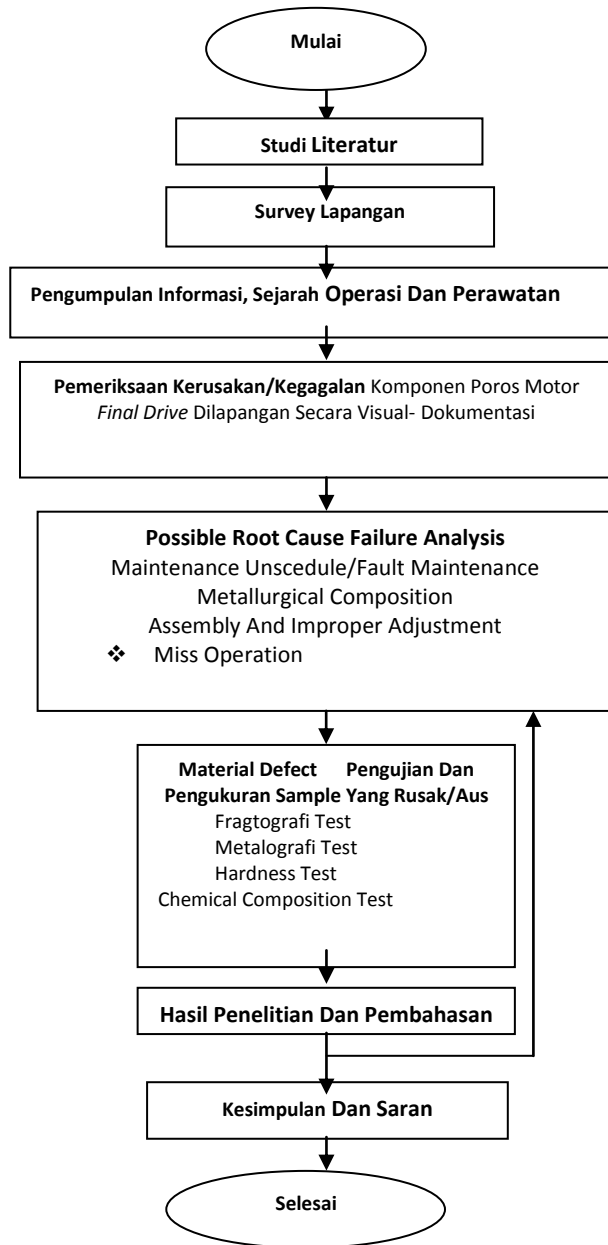 Mulai
Studi Literatur
Survey Lapangan
Pengumpulan Informasi, Sejarah Operasi Dan Perawatan
Pemeriksaan Kerusakan/Kegagalan Komponen Poros Motor
Final Drive Dilapangan Secara Visual- Dokumentasi
Possible Root Cause Failure Analysis
Maintenance Unscedule/Fault Maintenance
Metallurgical Composition
Assembly And Improper Adjustment
❖ Miss Operation
Material Defect Pengujian Dan
Pengukuran Sample Yang Rusak/Aus
Fragtografi Test
Metalografi Test
Hardness Test
Chemical Composition Test
Hasil Penelitian Dan Pembahasan
Kesimpulan Dan Saran
Selesai